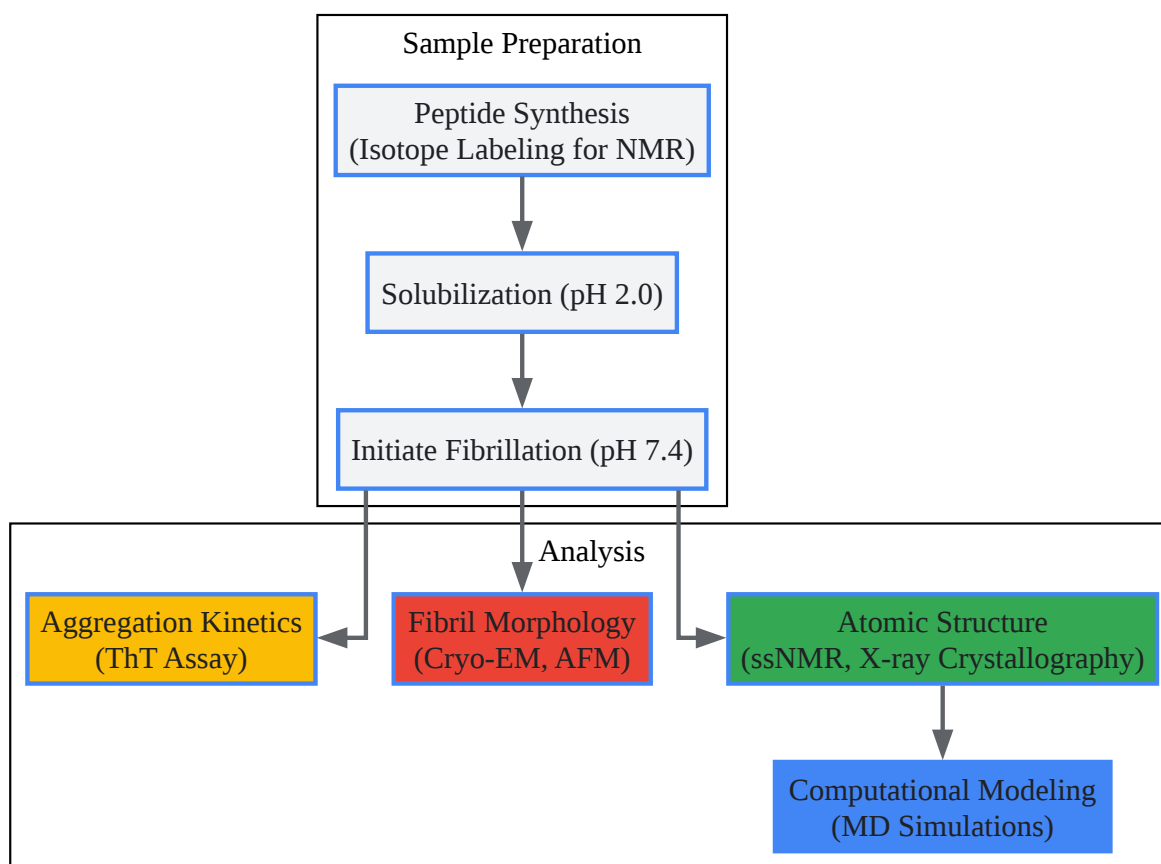 Sample Preparation
Peptide Synthesis
(Isotope Labeling for NMR)
Solubilization (pH 2.0)
Initiate Fibrillation (pH 7.4)
Analysis
Aggregation Kinetics
(ThT Assay)
Fibril Morphology
(Cryo-EM, AFM)
Atomic Structure
(ssNMR, X-ray Crystallography)
Computational Modeling
(MD Simulations)